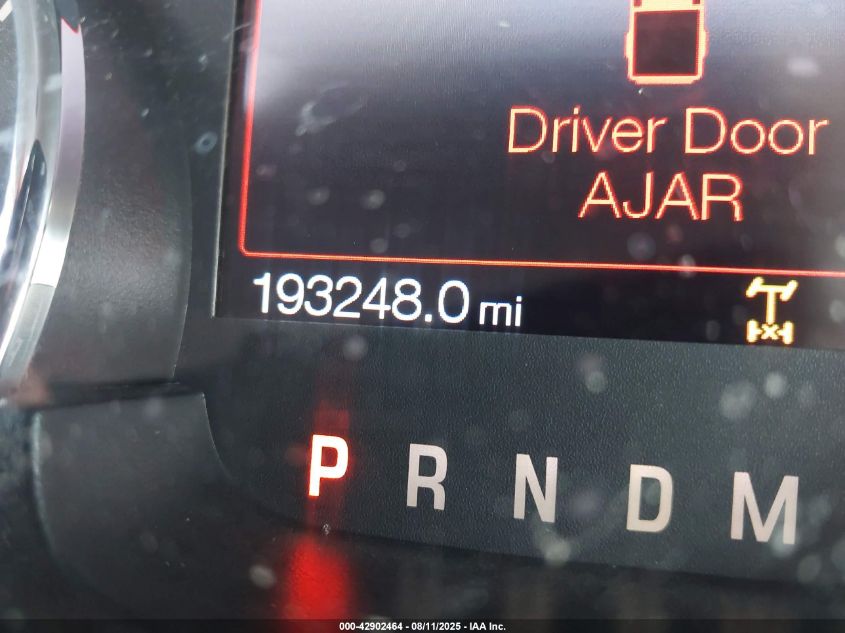 Driver Door
AJAR
193248.0 mi
P R N D M
000-42902464 - 08/11/2025 - IAA Inc.